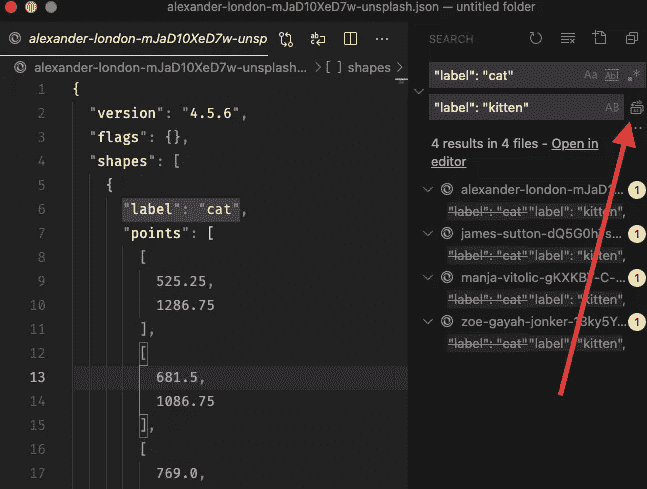 alexander-london-mJaD10XeD7w-unsplash.json — untitled folder
alexander-london-mJaD10XeD7w-unsp
alexander-london-mJaD10XeD7w-unsplash... > [ ] shapes >
1 {
2 "version": "4.5.6",
3 "flags": {},
4 "shapes": [
5 {
6 "label": "cat",
7 "points": [
8 [
9 525.25,
10 1286.75
11 ],
12 [
13 681.5,
14 1086.75
15 ],
16 [
17 769.0,
SEARCH
"label": "cat" Aa Abl .*
"label": "kitten" AB
4 results in 4 files - Open in
editor
alexander-london-mJaD1... 1
"label": "cat""label": "kitten",
james-sutton-dQ5G0h 1
"label": "cat""label": "kitten",
manja-vitolic-gKXKB -C-... 1
"label": "cat""label": "kitten",
zoe-gayah-jonker- 3ky5Y... 1
"label": "cat""label": "kitten",